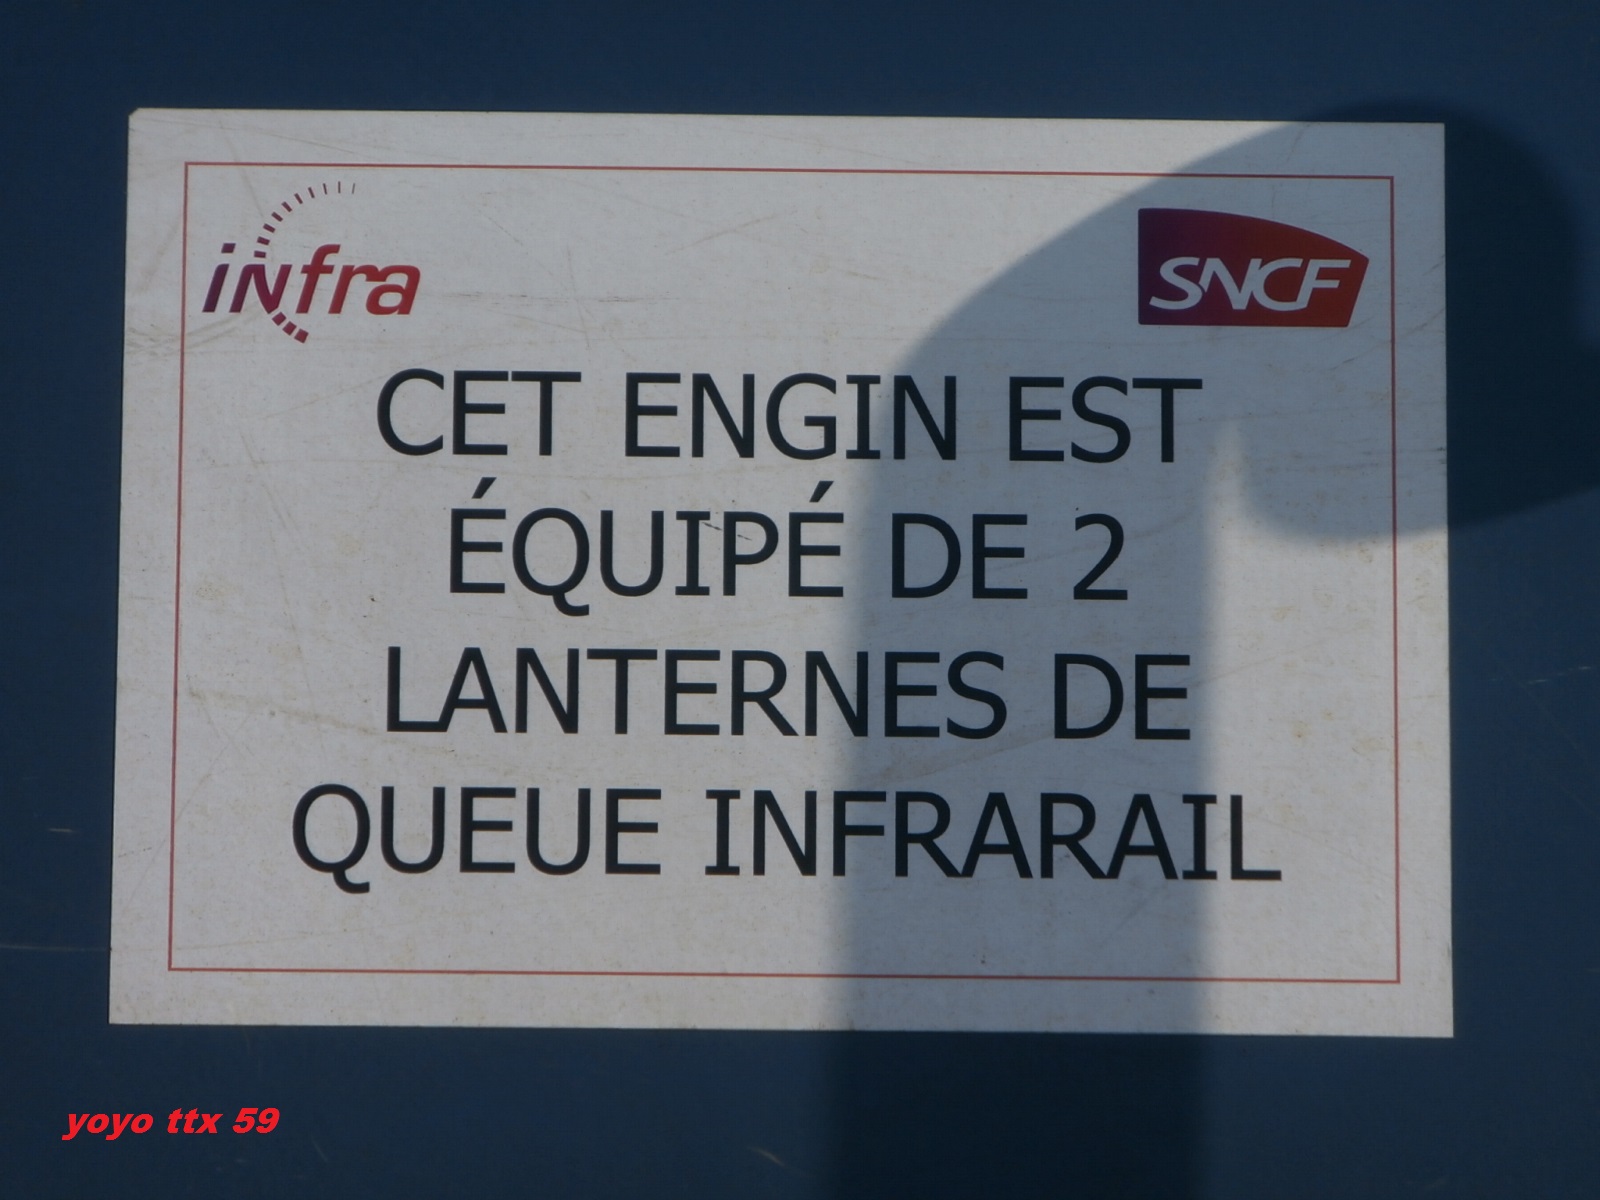 infra
SNCF
CET ENGIN EST
ÉQUIPÉ DE 2
LANTERNES DE
QUEUE INFRARAIL
yoyo ttx 59